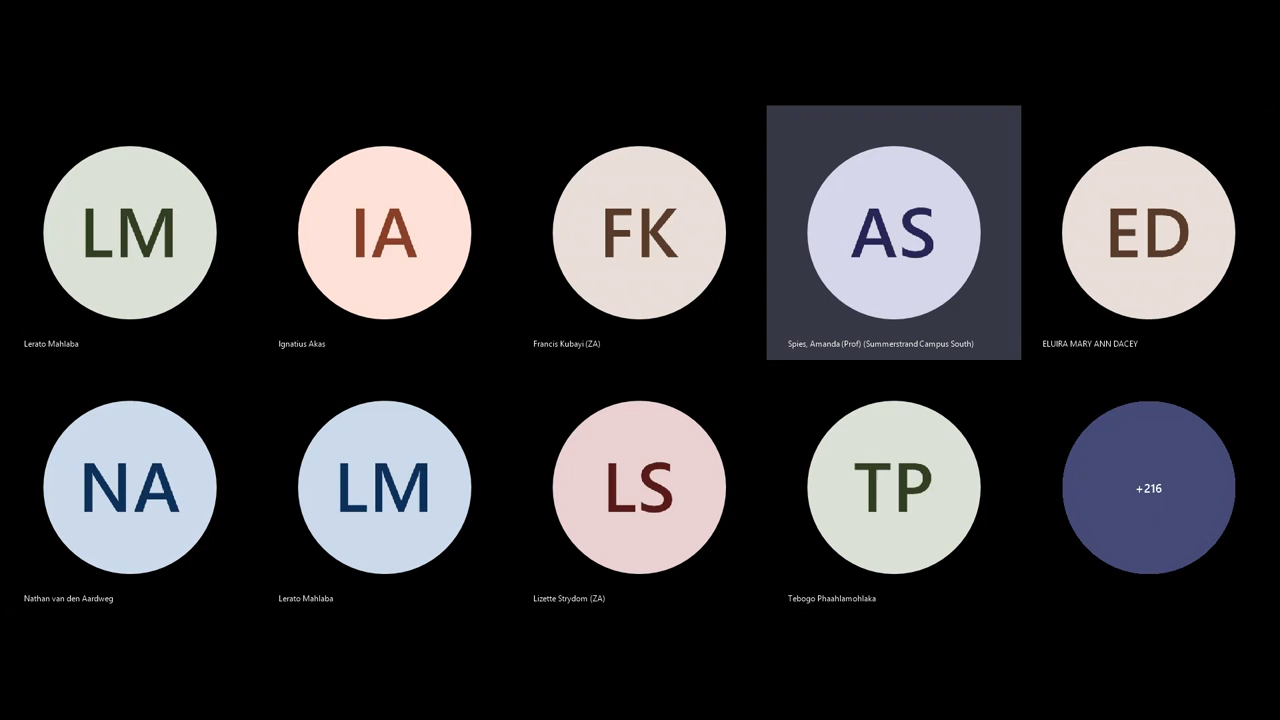 LM
IA
FK
AS
ED
Lerato Mahlaba
Ignatius Akas
Francis Kubayi (ZA)
Spies, Amanda (Prof) (Summerstrand Campus South)
ELUIRA MARY ANN DACEY
NA
LM
LS
TP
+216
Nathan van den Aardweg
Lerato Mahlaba
Lizette Strydom (ZA)
Tebogo Phaahlamohlaka